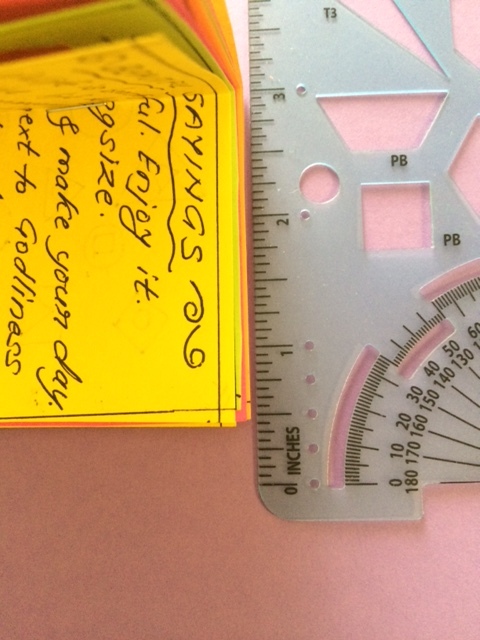 SAYINGS
ful. Enjoy it.
gsize.
make your day.
ext to Godliness
T3
PB
PB
3
2
1
0 INCHES
0 10 20 30 40 50 60
180 170 160 150 140 130